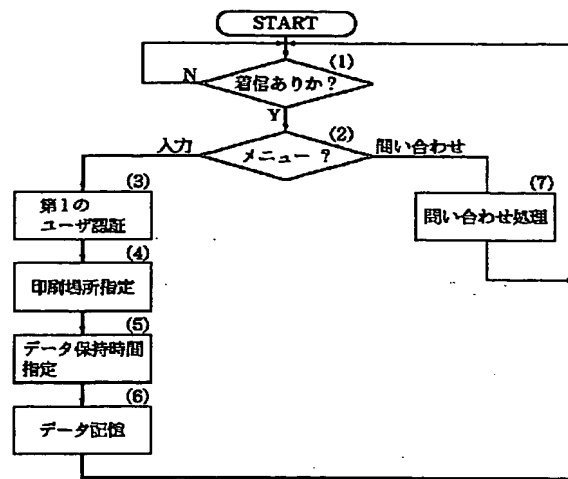 START
(1)
着信ありか?
N
Y
(2)
メニュー ?
入力
問い合わせ
(3)
第1の
ユーザ認証
(7)
問い合わせ処理
(4)
印刷場所指定
(5)
データ保持時間
指定
(6)
データ記憶